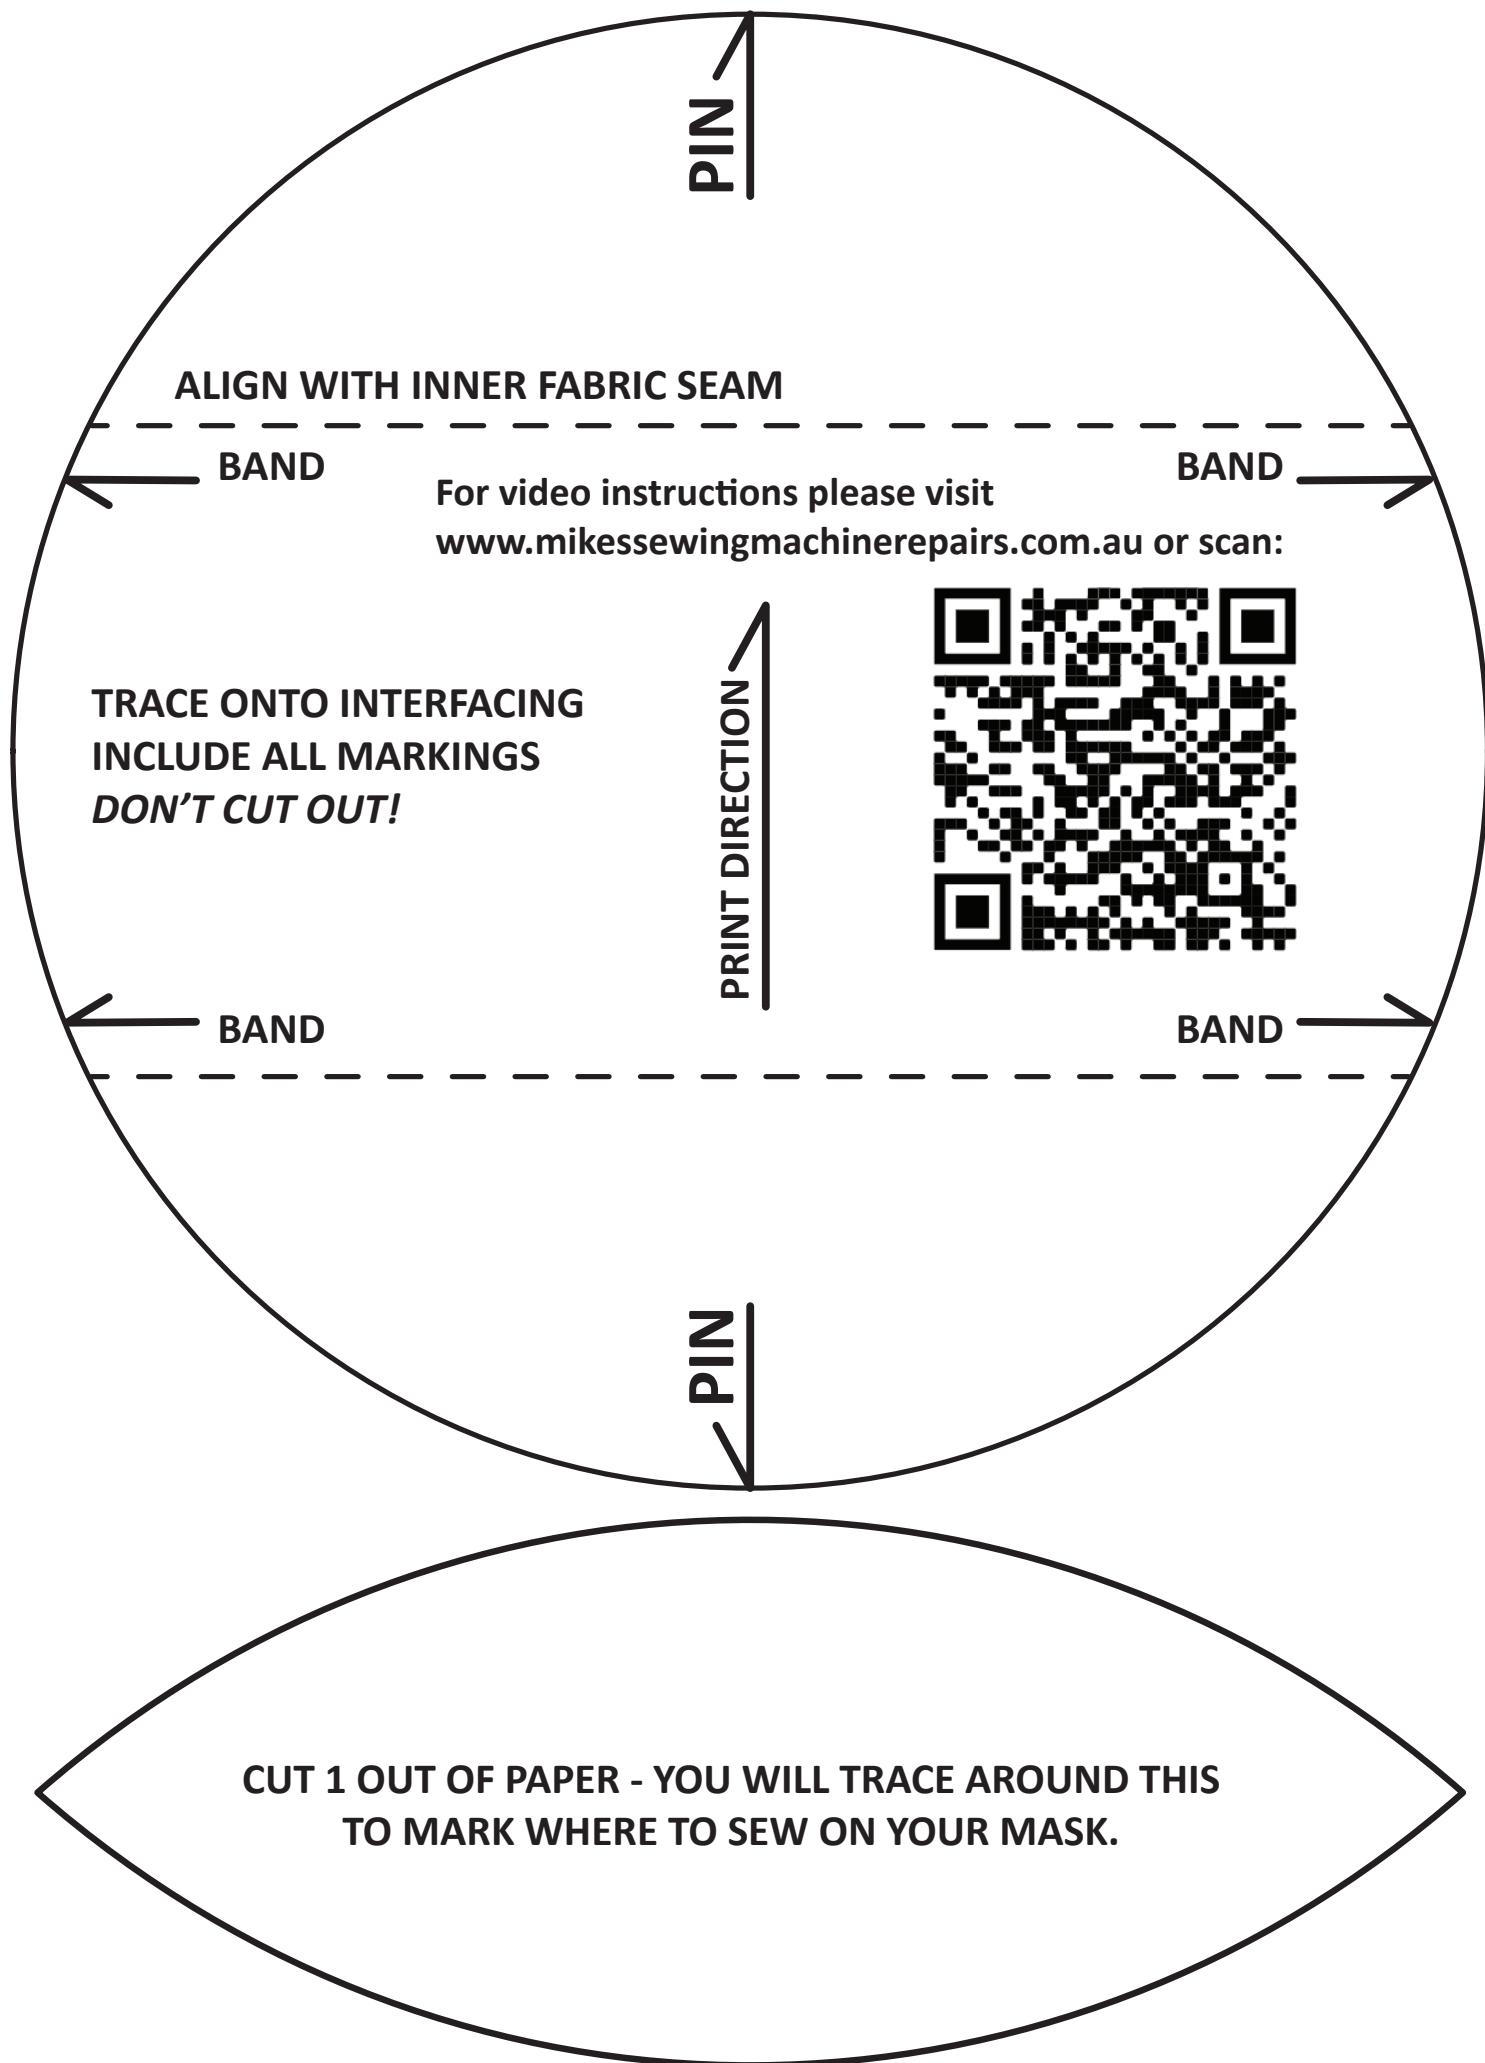 PIN
ALIGN WITH INNER FABRIC SEAM
BAND
BAND
For video instructions please visit
www.mikessewingmachinerepairs.com.au or scan:
TRACE ONTO INTERFACING
INCLUDE ALL MARKINGS
DON'T CUT OUT!
PRINT DIRECTION
BAND
BAND
PIN
CUT 1 OUT OF PAPER - YOU WILL TRACE AROUND THIS
TO MARK WHERE TO SEW ON YOUR MASK.